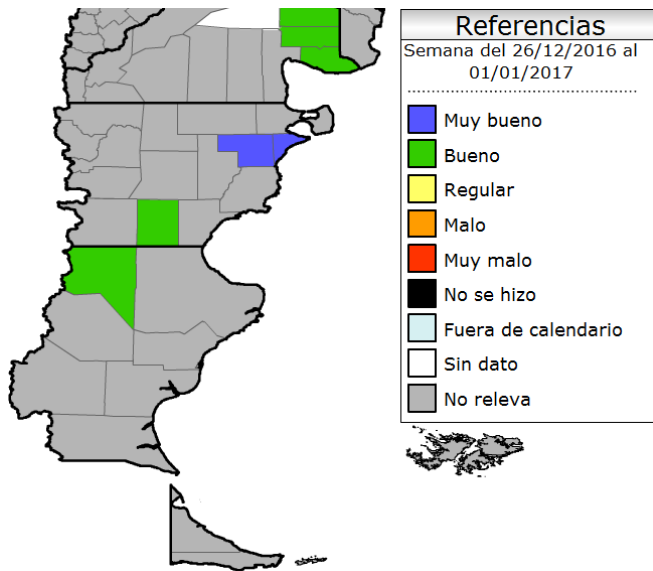 Referencias
Semana del 26/12/2016 al
01/01/2017
Muy bueno
Bueno
Regular
Malo
Muy malo
No se hizo
Fuera de calendario
Sin dato
No releva